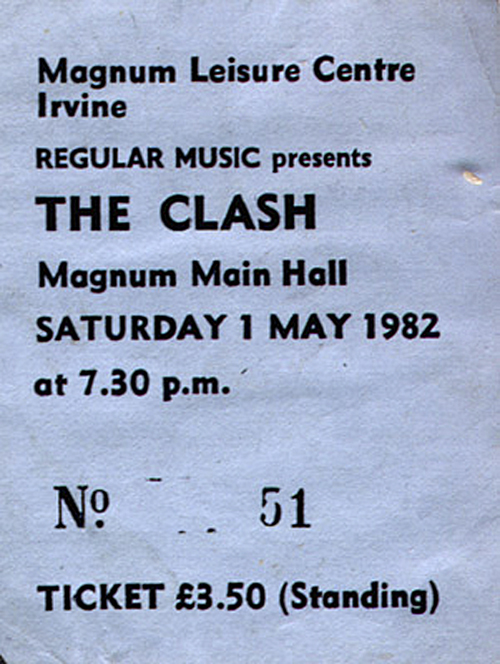 Magnum Leisure Centre
Irvine
REGULAR MUSIC presents
THE CLASH
Magnum Main Hall
SATURDAY 1 MAY 1982
at 7.30 p.m.
Nº. 51
TICKET £3.50 (Standing)